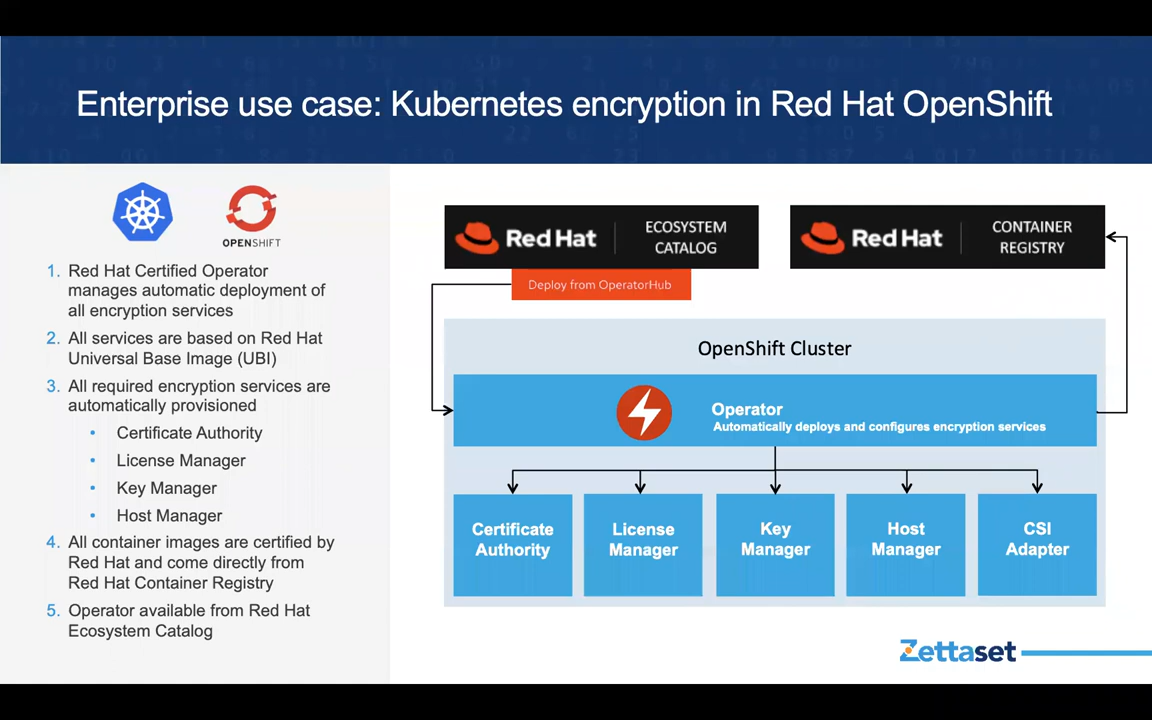 Enterprise use case: Kubernetes encryption in Red Hat OpenShift
OPENSHIFT
1. Red Hat Certified Operator
manages automatic deployment of
all encryption services
2. All services are based on Red Hat
Universal Base Image (UBI)
3. All required encryption services are
automatically provisioned
• Certificate Authority
• License Manager
• Key Manager
• Host Manager
4. All container images are certified by
Red Hat and come directly from
Red Hat Container Registry
5. Operator available from Red Hat
Ecosystem Catalog
Red Hat
ECOSYSTEM
CATALOG
Deploy from OperatorHub
Red Hat
CONTAINER
REGISTRY
OpenShift Cluster
Operator
Automatically deploys and configures encryption services
Certificate
Authority
License
Manager
Key
Manager
Host
Manager
CSI
Adapter
Zettaset